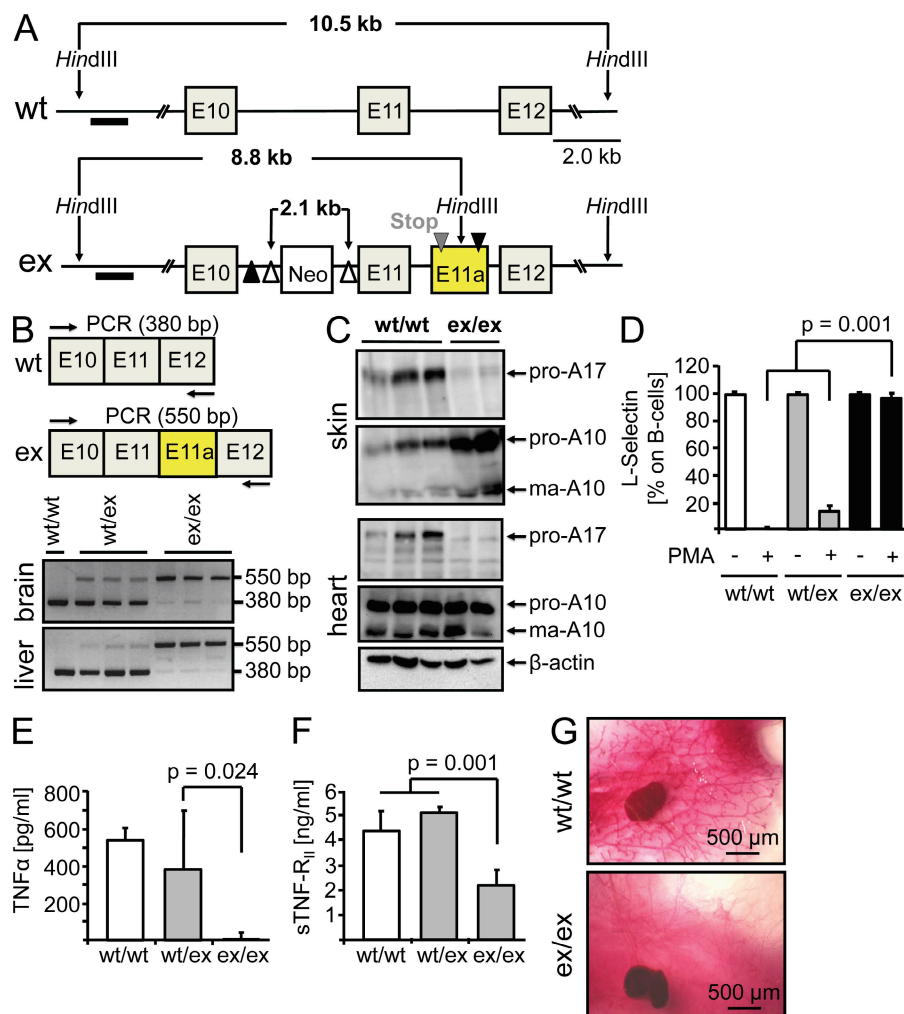 A
10.5 kb
HindIII HindIII
wt
E10 E11 E12
2.0 kb
8.8 kb
HindIII 2.1 kb HindIII HindIII
Stop
ex
E10 Neo E11 E11a E12
B
PCR (380 bp)
wt E10 E11 E12
PCR (550 bp)
ex E10 E11 E11a E12
wt/wt wt/ex ex/ex
brain
550 bp
380 bp
liver
550 bp
380 bp
C
wt/wt ex/ex
skin
pro-A17
pro-A10
ma-A10
heart
pro-A17
pro-A10
ma-A10
β-actin
D
p = 0.001
L-Selectin
[% on B-cells]
120
100
80
60
40
20
PMA - + - + - +
wt/wt wt/ex ex/ex
E
p = 0.024
TNFα [pg/ml]
800
600
400
200
wt/wt wt/ex ex/ex
F
p = 0.001
sTNF-RII [ng/ml]
6
5
4
3
2
1
wt/wt wt/ex ex/ex
G
wt/wt
500 µm
ex/ex
500 µm